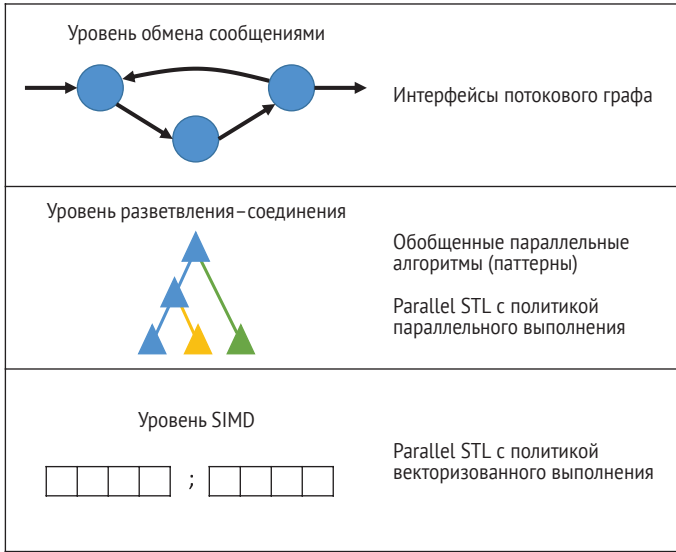 Уровень обмена сообщениями
Интерфейсы потокового графа
Уровень разветвления–соединения
Обобщенные параллельные
алгоритмы (паттерны)
Parallel STL с политикой
параллельного выполнения
Уровень SIMD
;
Parallel STL с политикой
векторизованного выполнения